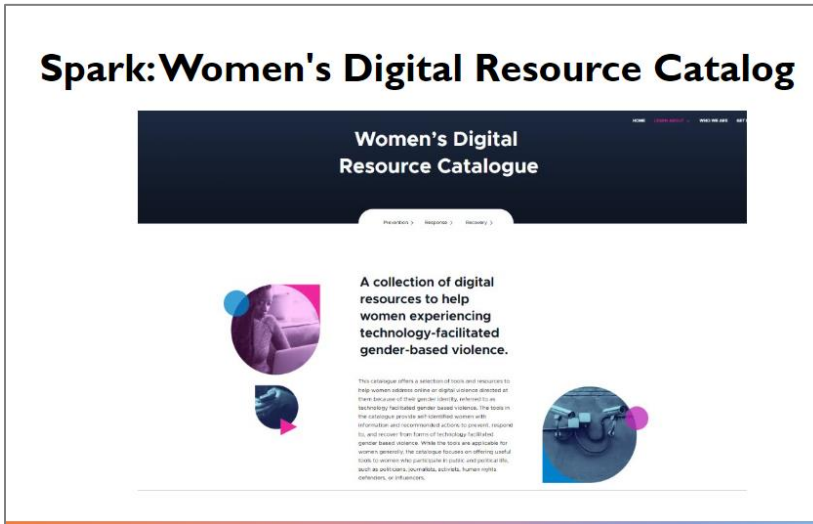 Spark: Women's Digital Resource Catalog
HOME LEARN ABOUT WHO WE ARE GET
Women's Digital
Resource Catalogue
Prevention > Response > Recovery >
A collection of digital
resources to help
women experiencing
technology-facilitated
gender-based violence.
This catalogue offers a selection of tools and resources to
help women address online or digital violence directed at
them because of their gender identity, referred to as
technology facilitated gender based violence. The tools in
the catalogue provide self-identified women with
information and recommended actions to prevent, respond
to, and recover from forms of technology-facilitated
gender based violence. While the tools are applicable for
women generally, the catalogue focuses on offering useful
tools to women who participate in public and political life,
such as politicians, journalists, activists, human rights
defenders, or influencers.